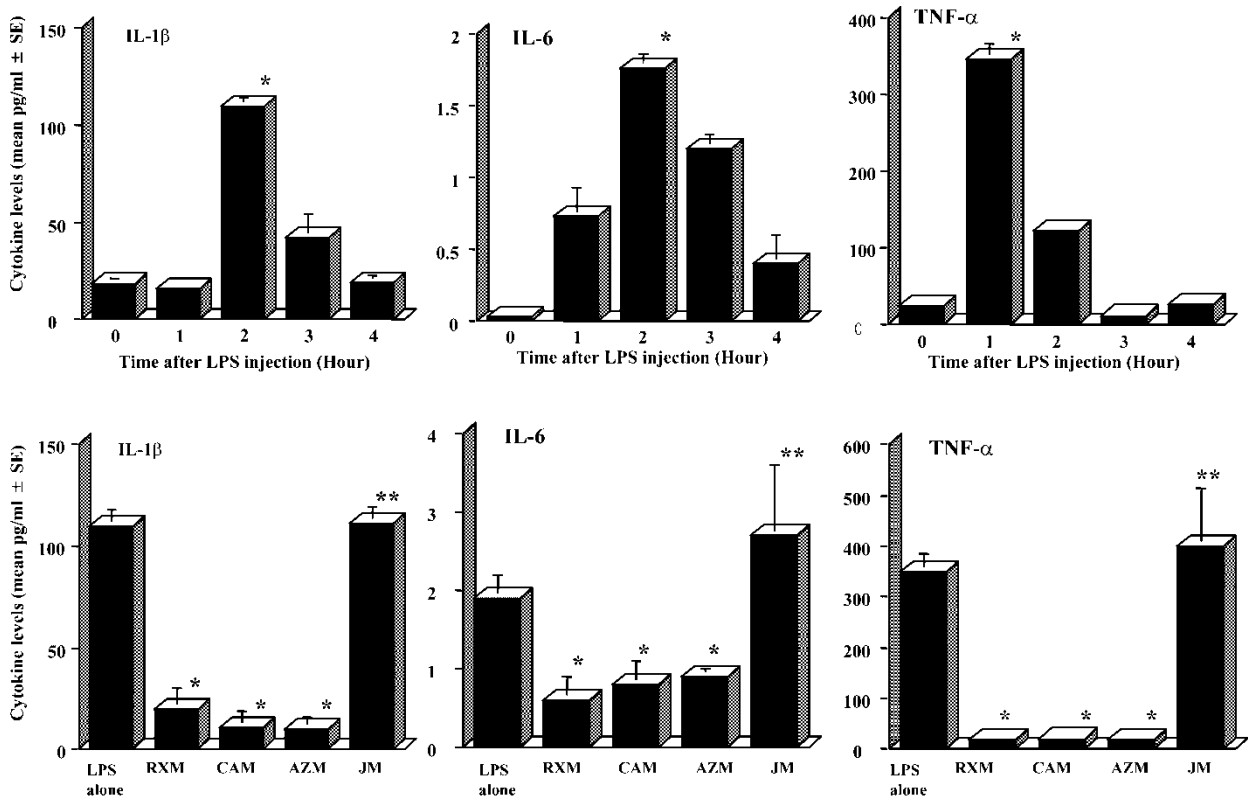 Cytokine levels (mean pg/ml ± SE)
IL-1β
150
100
50
0
*
0 1 2 3 4
Time after LPS injection (Hour)
IL-6
2
1.5
1
0.5
0
*
0 1 2 3 4
Time after LPS injection (Hour)
TNF-α
400
300
100
*
0 1 2 3 4
Time after LPS injection (Hour)
Cytokine levels (mean pg/ml ± SE)
IL-1β
150
100
50
0
* * * **
LPS alone RXM CAM AZM JM
IL-6
4
3
2
1
0
* * * **
LPS alone RXM CAM AZM JM
TNF-α
600
500
400
300
0
* * * **
LPS alone RXM CAM AZM JM